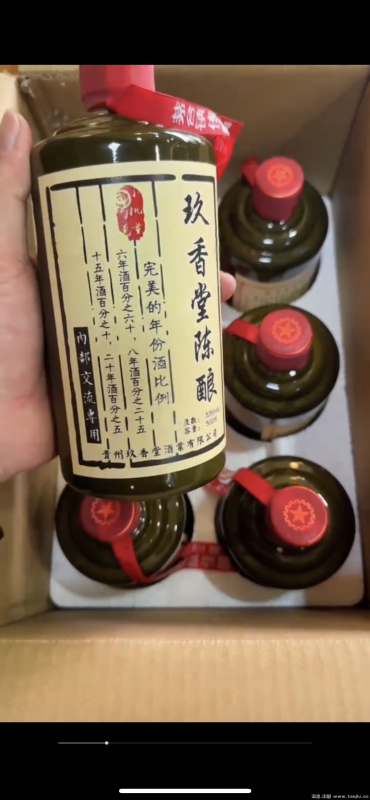 玖香堂陈酿
完美的年份酒比例
六年酒百分之六十，八年酒百分之二十五
十五年酒百分之十，二十年酒百分之五
内部交流专用
贵州玖香堂酒业有限公司
www.taojiu.cc